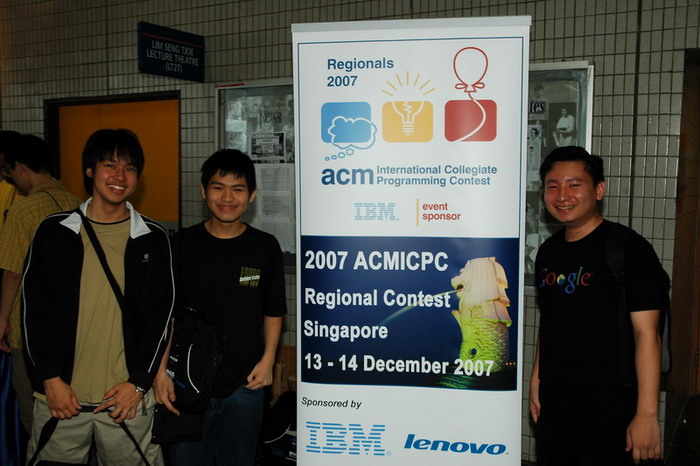 LIM SENG TJOE
LECTURE THEATRE
(LT27)
Regionals
2007
acm International Collegiate
Programming Contest
IBM event
sponsor
2007 ACMICPC
Regional Contest
Singapore
13 - 14 December 2007
Sponsored by
IBM lenovo
Google